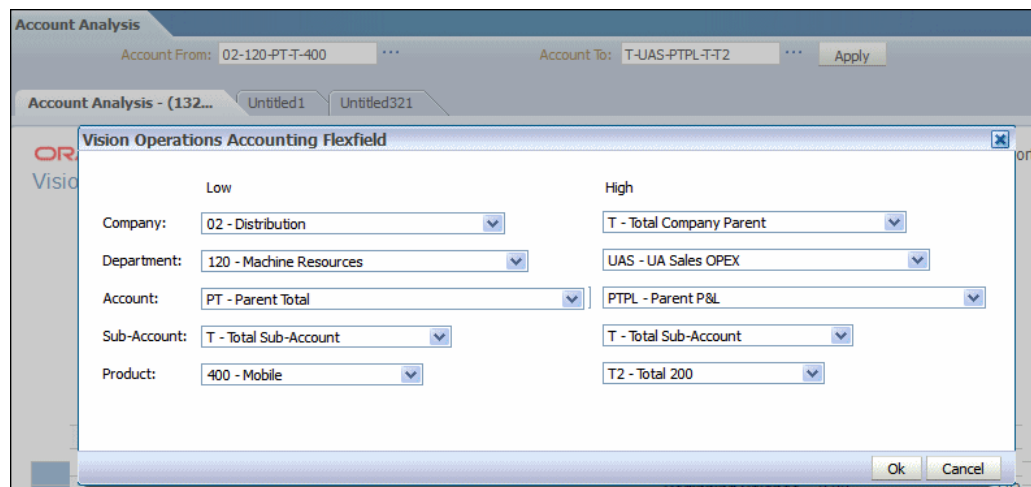 Account Analysis
Account From: 02-120-PT-T-400 ... Account To: T-UAS-PTPL-T-T2 ... Apply
Account Analysis - (132... Untitled1 Untitled321
Vision Operations Accounting Flexfield
Low High
Company: 02 - Distribution T - Total Company Parent
Department: 120 - Machine Resources UAS - UA Sales OPEX
Account: PT - Parent Total PTPL - Parent P&L
Sub-Account: T - Total Sub-Account T - Total Sub-Account
Product: 400 - Mobile T2 - Total 200
Ok Cancel